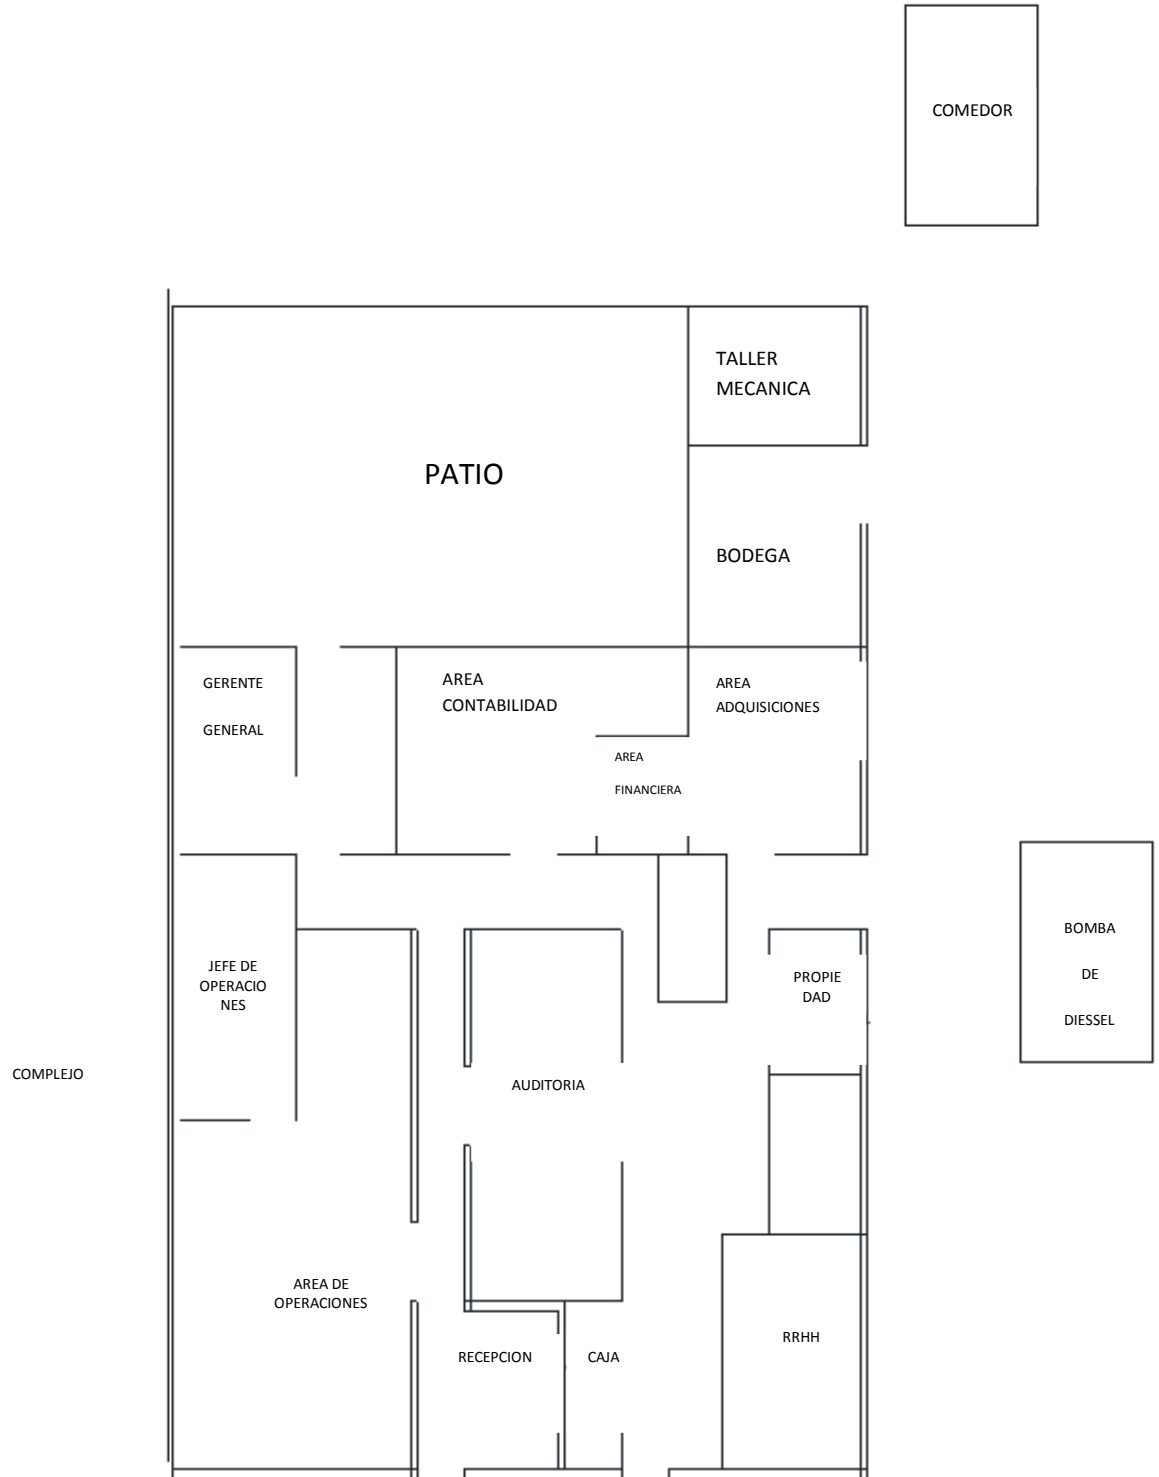 COMEDOR
TALLER
MECANICA
PATIO
BODEGA
GERENTE
GENERAL
AREA
CONTABILIDAD
AREA
ADQUISICIONES
AREA
FINANCIERA
BOMBA
DE
DIESSEL
JEFE DE
OPERACIO
NES
PROPIE
DAD
COMPLEJO
AUDITORIA
AREA DE
OPERACIONES
RECEPCION
CAJA
RRHH